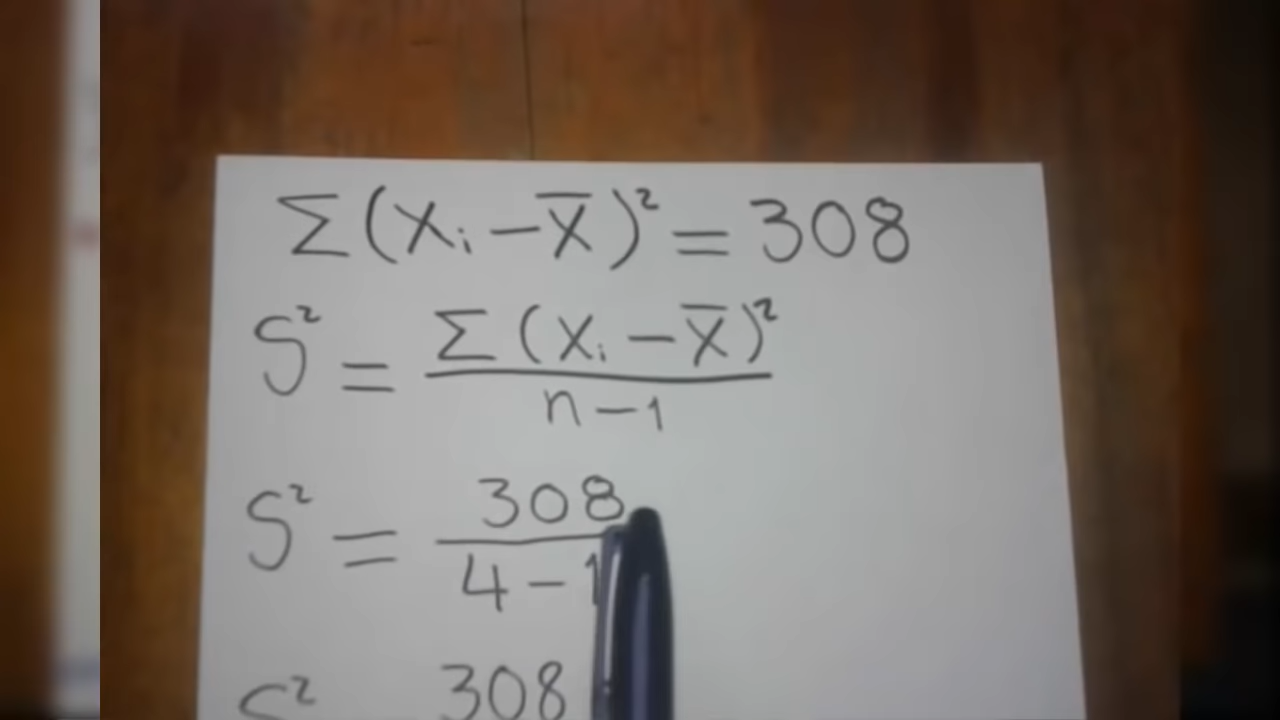 Σ(Xᵢ-X̅)² = 308
S² = Σ(Xᵢ-X̅)² / n-1
S² = 308 / 4-1
S² 308